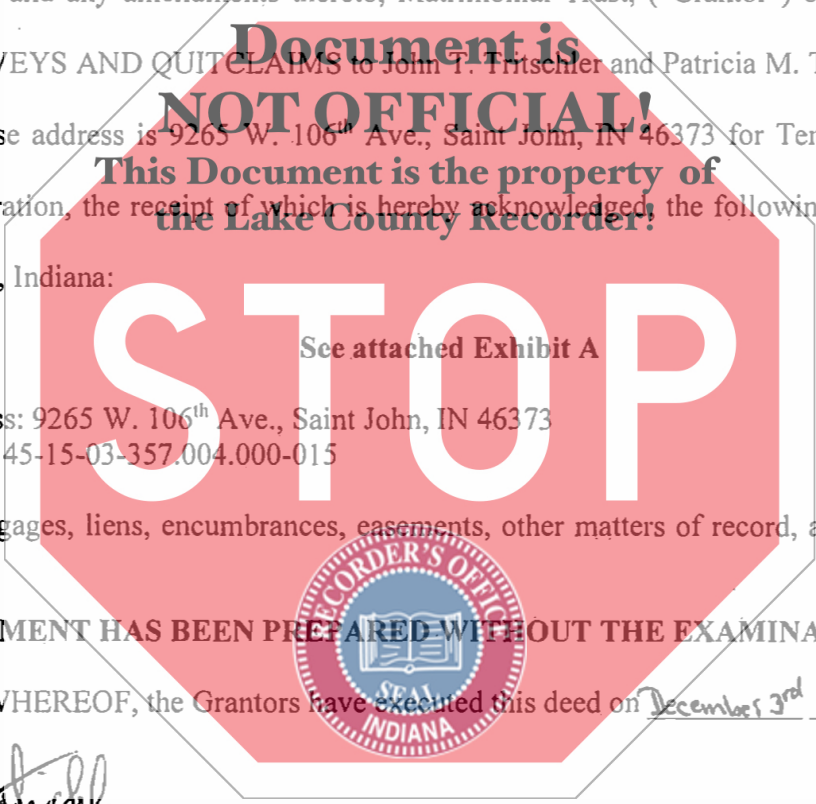 and any amendments thereto, Matrimonial Trust, ("Grantor")
Document is
VEYS AND QUITCLAIMS to John T. Tritschler and Patricia M. T
NOT OFFICIAL!
se address is 9265 W. 106th Ave., Saint John, IN 46373 for Ten
This Document is the property of
ration, the receipt of which is hereby acknowledged, the followin
the Lake County Recorder!
, Indiana:
STOP
See attached Exhibit A
ss: 9265 W. 106th Ave., Saint John, IN 46373
45-15-03-357.004.000-015
gages, liens, encumbrances, easements, other matters of record, a
RECORDER'S OFFICE
MENT HAS BEEN PREPARED WITHOUT THE EXAMINA
SEAL
WHEREOF, the Grantors have executed this deed on December 3rd
INDIANA